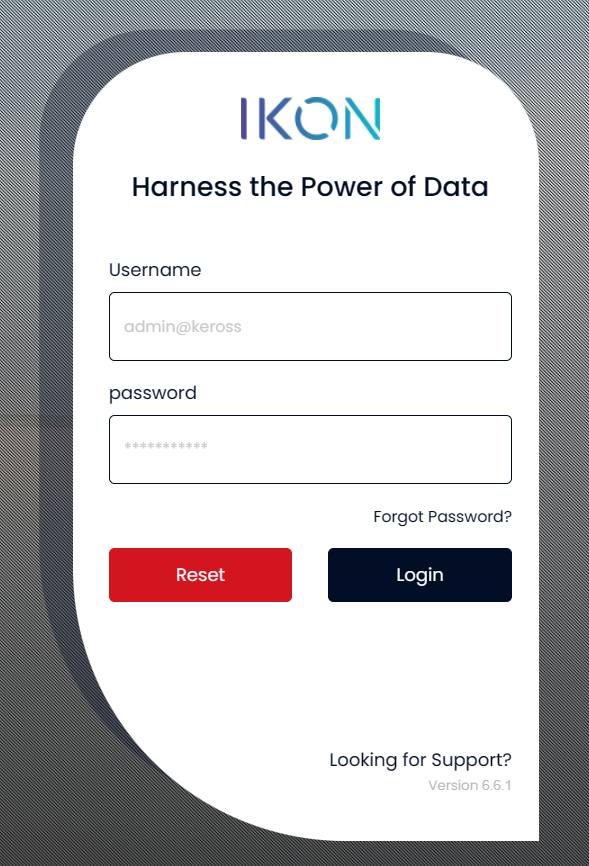 IKON
Harness the Power of Data
Username
admin@keross
password
***********
Forgot Password?
Reset
Login
Looking for Support?
Version 6.6.1